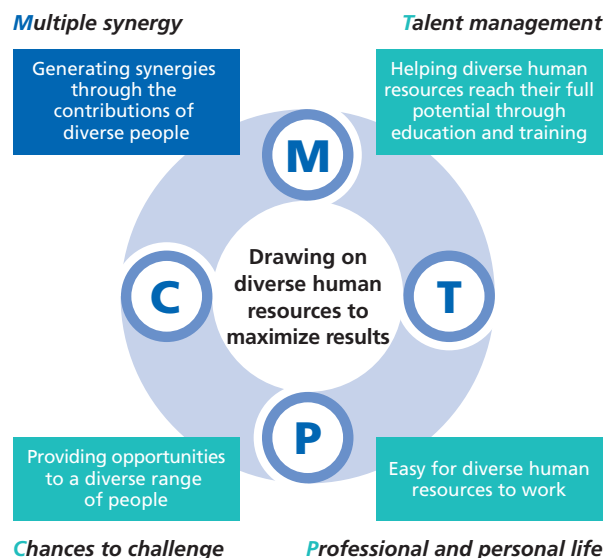 Multiple synergy
Generating synergies
through the
contributions of
diverse people
Talent management
Helping diverse human
resources reach their full
potential through
education and training
M
C
Drawing on
diverse human
resources to
maximize results
T
P
Providing opportunities
to a diverse range
of people
Chances to challenge
Easy for diverse human
resources to work
Professional and personal life